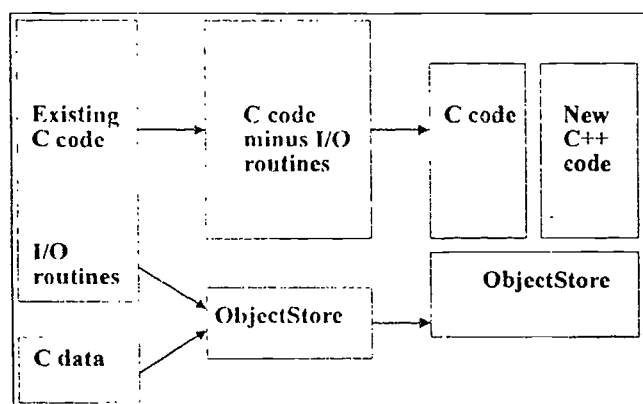 Existing
C code
I/O
routines
C data
C code
minus I/O
routines
ObjectStore
C code
New
C++
code
ObjectStore